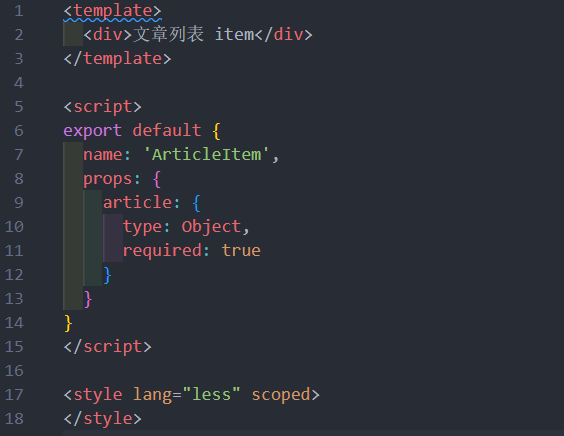 1 <template>
2   <div>文章列表 item</div>
3 </template>
4
5 <script>
6 export default {
7   name: 'ArticleItem',
8   props: {
9     article: {
10       type: Object,
11       required: true
12     }
13   }
14 }
15 </script>
16
17 <style lang="less" scoped>
18 </style>